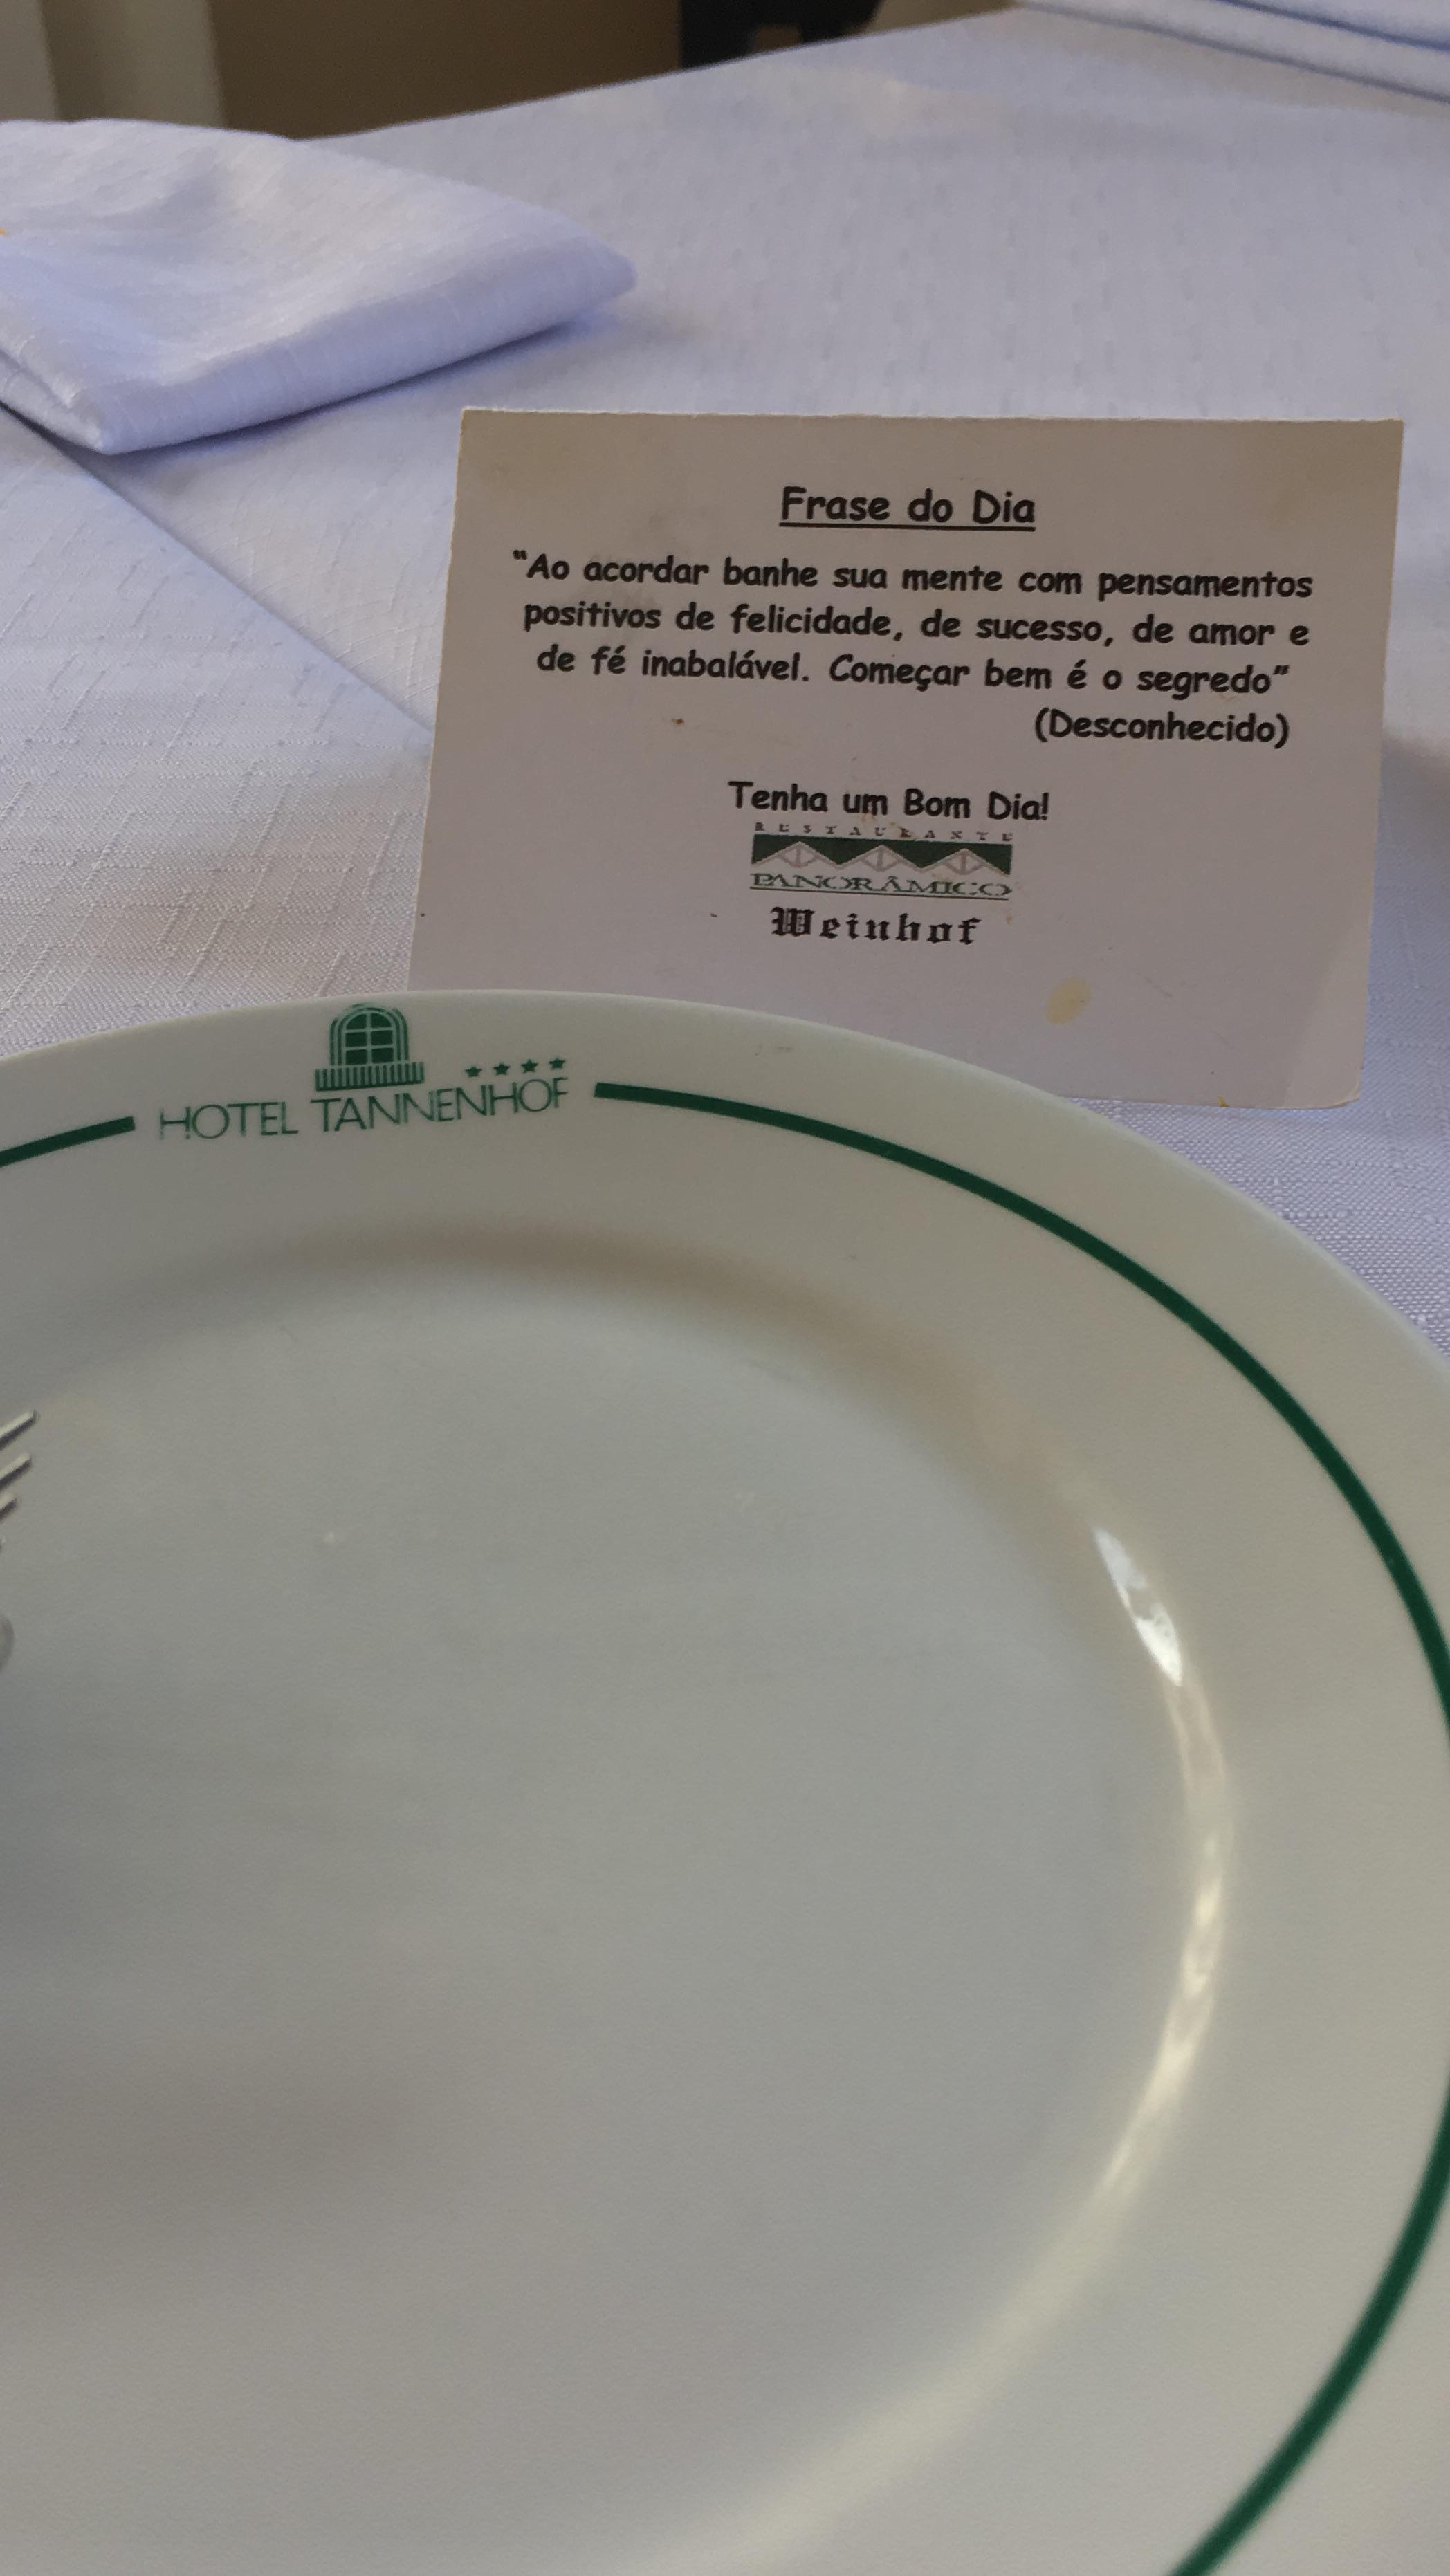 Frase do Dia
“Ao acordar banhe sua mente com pensamentos
positivos de felicidade, de sucesso, de amor e
de fé inabalável. Começar bem é o segredo”
(Desconhecido)
Tenha um Bom Dia!
RESTAURANTE
PANORÂMICO
Weinhof
HOTEL TANNENHOF